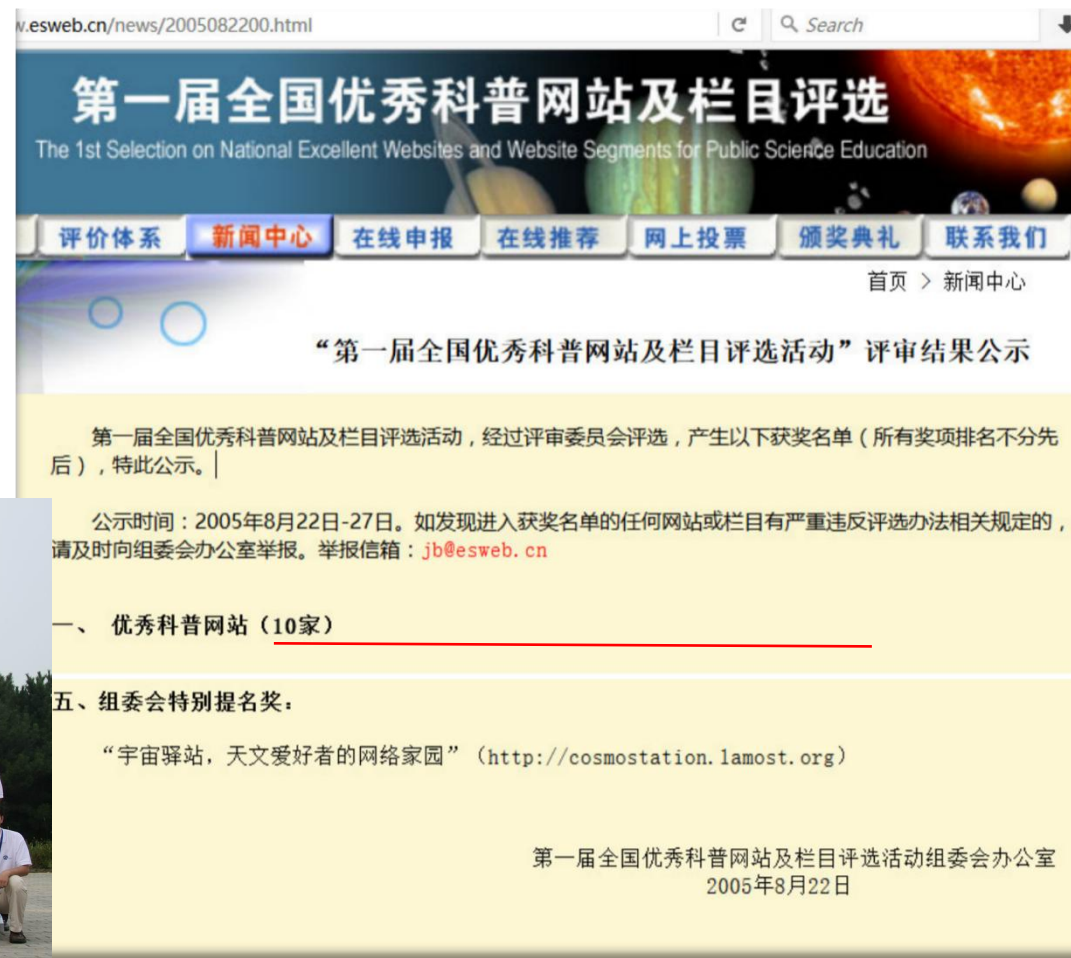 w.esweb.cn/news/2005082200.html
Search
第一届全国优秀科普网站及栏目评选
The 1st Selection on National Excellent Websites and Website Segments for Public Science Education
评价体系 新闻中心 在线申报 在线推荐 网上投票 颁奖典礼 联系我们
首页 > 新闻中心
“第一届全国优秀科普网站及栏目评选活动”评审结果公示
第一届全国优秀科普网站及栏目评选活动，经过评审委员会评选，产生以下获奖名单（所有奖项排名不分先
后），特此公示。
公示时间：2005年8月22日-27日。如发现进入获奖名单的任何网站或栏目有严重违反评选办法相关规定的，
请及时向组委会办公室举报。举报信箱：jb@esweb.cn
一、 优秀科普网站（10家）
五、组委会特别提名奖：
“宇宙驿站，天文爱好者的网络家园”（http://cosmostation.lamost.org）
第一届全国优秀科普网站及栏目评选活动组委会办公室
2005年8月22日